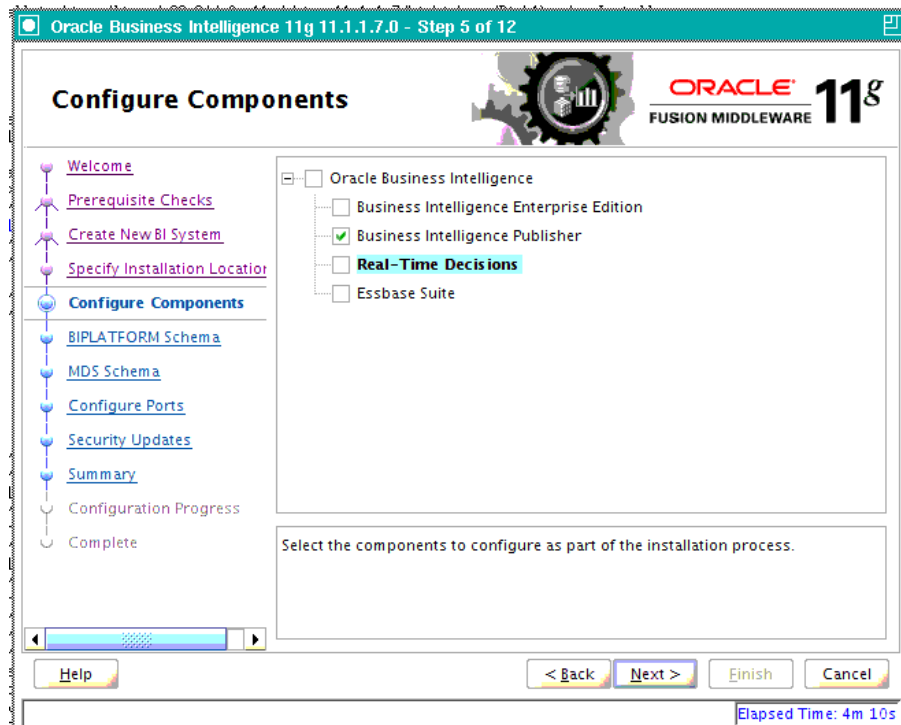 Oracle Business Intelligence 11g 11.1.1.7.0 - Step 5 of 12
Configure Components
ORACLE
FUSION MIDDLEWARE
11g
Welcome
Prerequisite Checks
Create New BI System
Specify Installation Location
Configure Components
BIPLATFORM Schema
MDS Schema
Configure Ports
Security Updates
Summary
Configuration Progress
Complete
Oracle Business Intelligence
Business Intelligence Enterprise Edition
Business Intelligence Publisher
Real-Time Decisions
Essbase Suite
Select the components to configure as part of the installation process.
Help
< Back
Next >
Finish
Cancel
Elapsed Time: 4m 10s